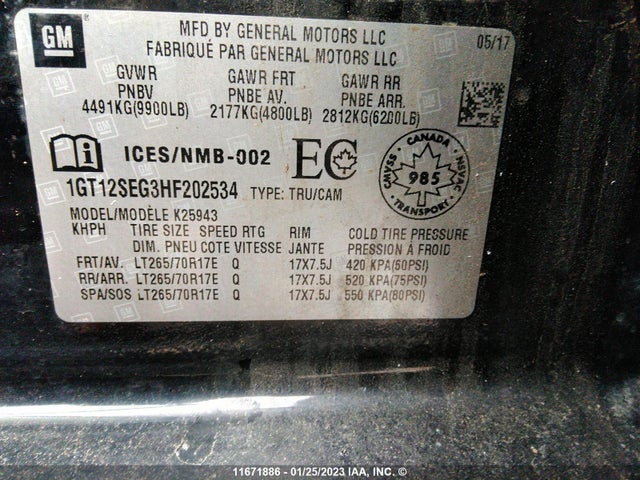 GM
MFD BY GENERAL MOTORS LLC
FABRIQUÉ PAR GENERAL MOTORS LLC
05/17
GVWR GAWR FRT GAWR RR
PNBV PNBE AV. PNBE ARR.
4491KG(9900LB) 2177KG(4800LB) 2812KG(6200LB)
ICES/NMB-002 EC
CANADA
CMVSS 985 NSVAC
TRANSPORT
1GT12SEG3HF202534 TYPE: TRU/CAM
MODEL/MODÈLE K25943
KHPH TIRE SIZE SPEED RTG RIM COLD TIRE PRESSURE
DIM. PNEU COTE VITESSE JANTE PRESSION À FROID
FRT/AV. LT265/70R17E Q 17X7.5J 420 KPA(60PSI)
RR/ARR. LT265/70R17E Q 17X7.5J 520 KPA(75PSI)
SPA/SOS LT265/70R17E Q 17X7.5J 550 KPA(80PSI)
11671886 - 01/25/2023 IAA, INC. ©